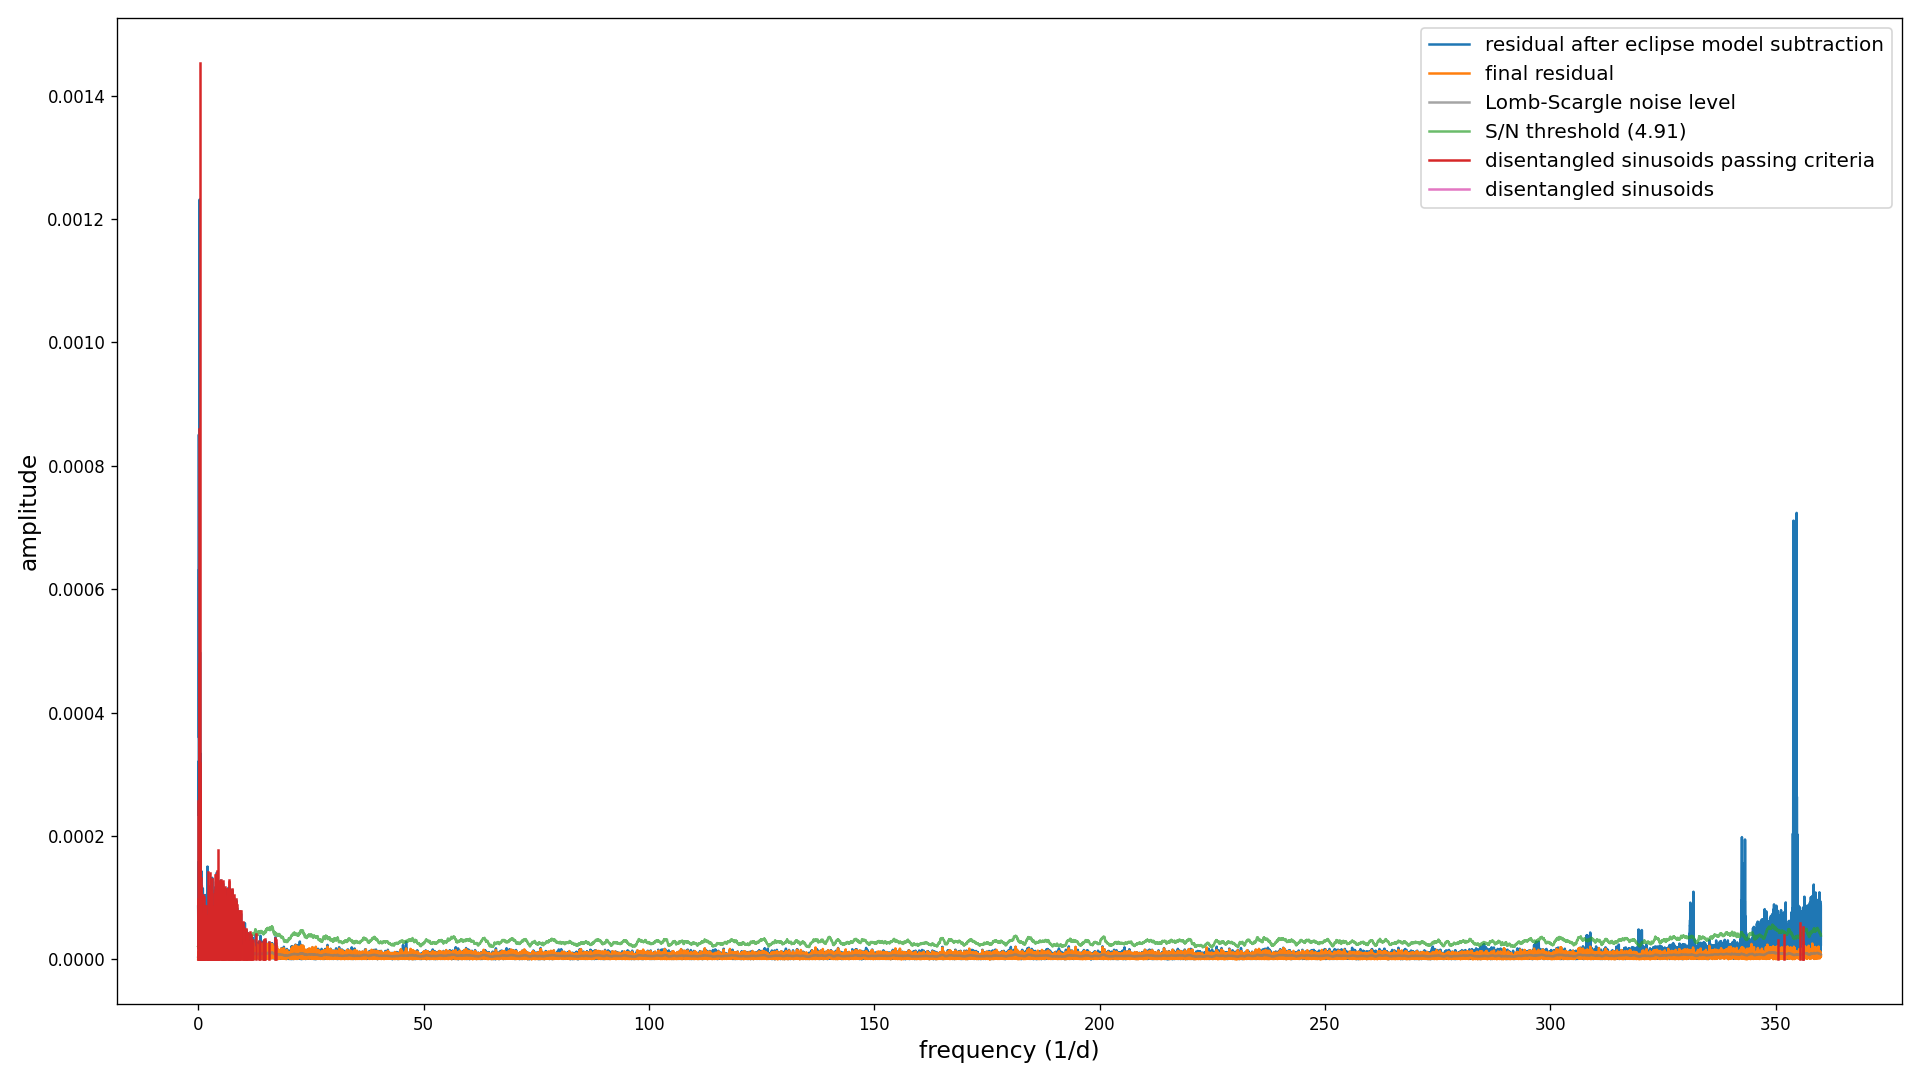 residual after eclipse model subtraction
final residual
Lomb-Scargle noise level
S/N threshold (4.91)
disentangled sinusoids passing criteria
disentangled sinusoids
0.0014
0.0012
0.0010
0.0008
0.0006
0.0004
0.0002
0.0000
amplitude
0 50 100 150 200 250 300 350
frequency (1/d)